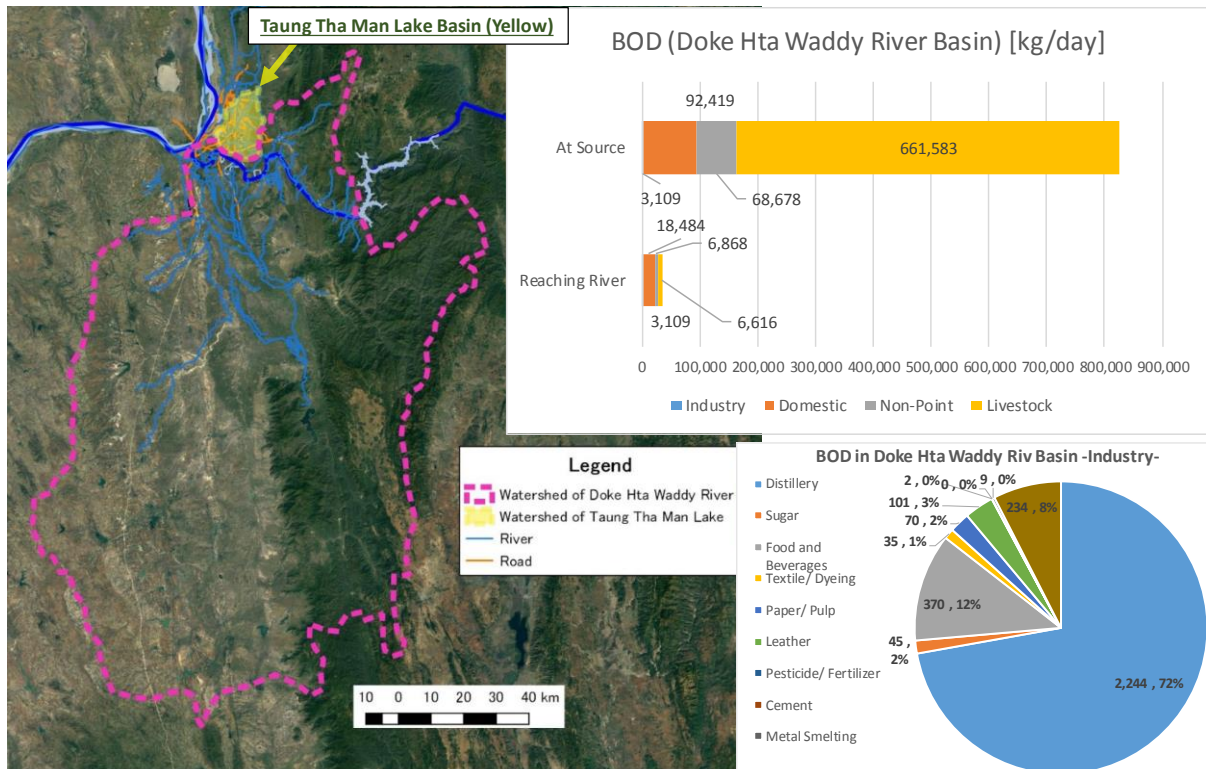 Taung Tha Man Lake Basin (Yellow)
BOD (Doke Hta Waddy River Basin) [kg/day]
92,419
At Source
661,583
3,109
68,678
18,484
6,868
Reaching River
3,109
6,616
0
100,000
200,000
300,000
400,000
500,000
600,000
700,000
800,000
900,000
Industry
Domestic
Non-Point
Livestock
Legend
Watershed of Doke Hta Waddy River
Watershed of Taung Tha Man Lake
River
Road
10 0 10 20 30 40 km
BOD in Doke Hta Waddy Riv Basin -Industry-
Distillery
Sugar
Food and
Beverages
Textile/ Dyeing
Paper/ Pulp
Leather
Pesticide/ Fertilizer
Cement
Metal Smelting
2 , 0%
0 , 0%
9 , 0%
101 , 3%
234 , 8%
70 , 2%
35 , 1%
370 , 12%
45 ,
2%
2,244 , 72%